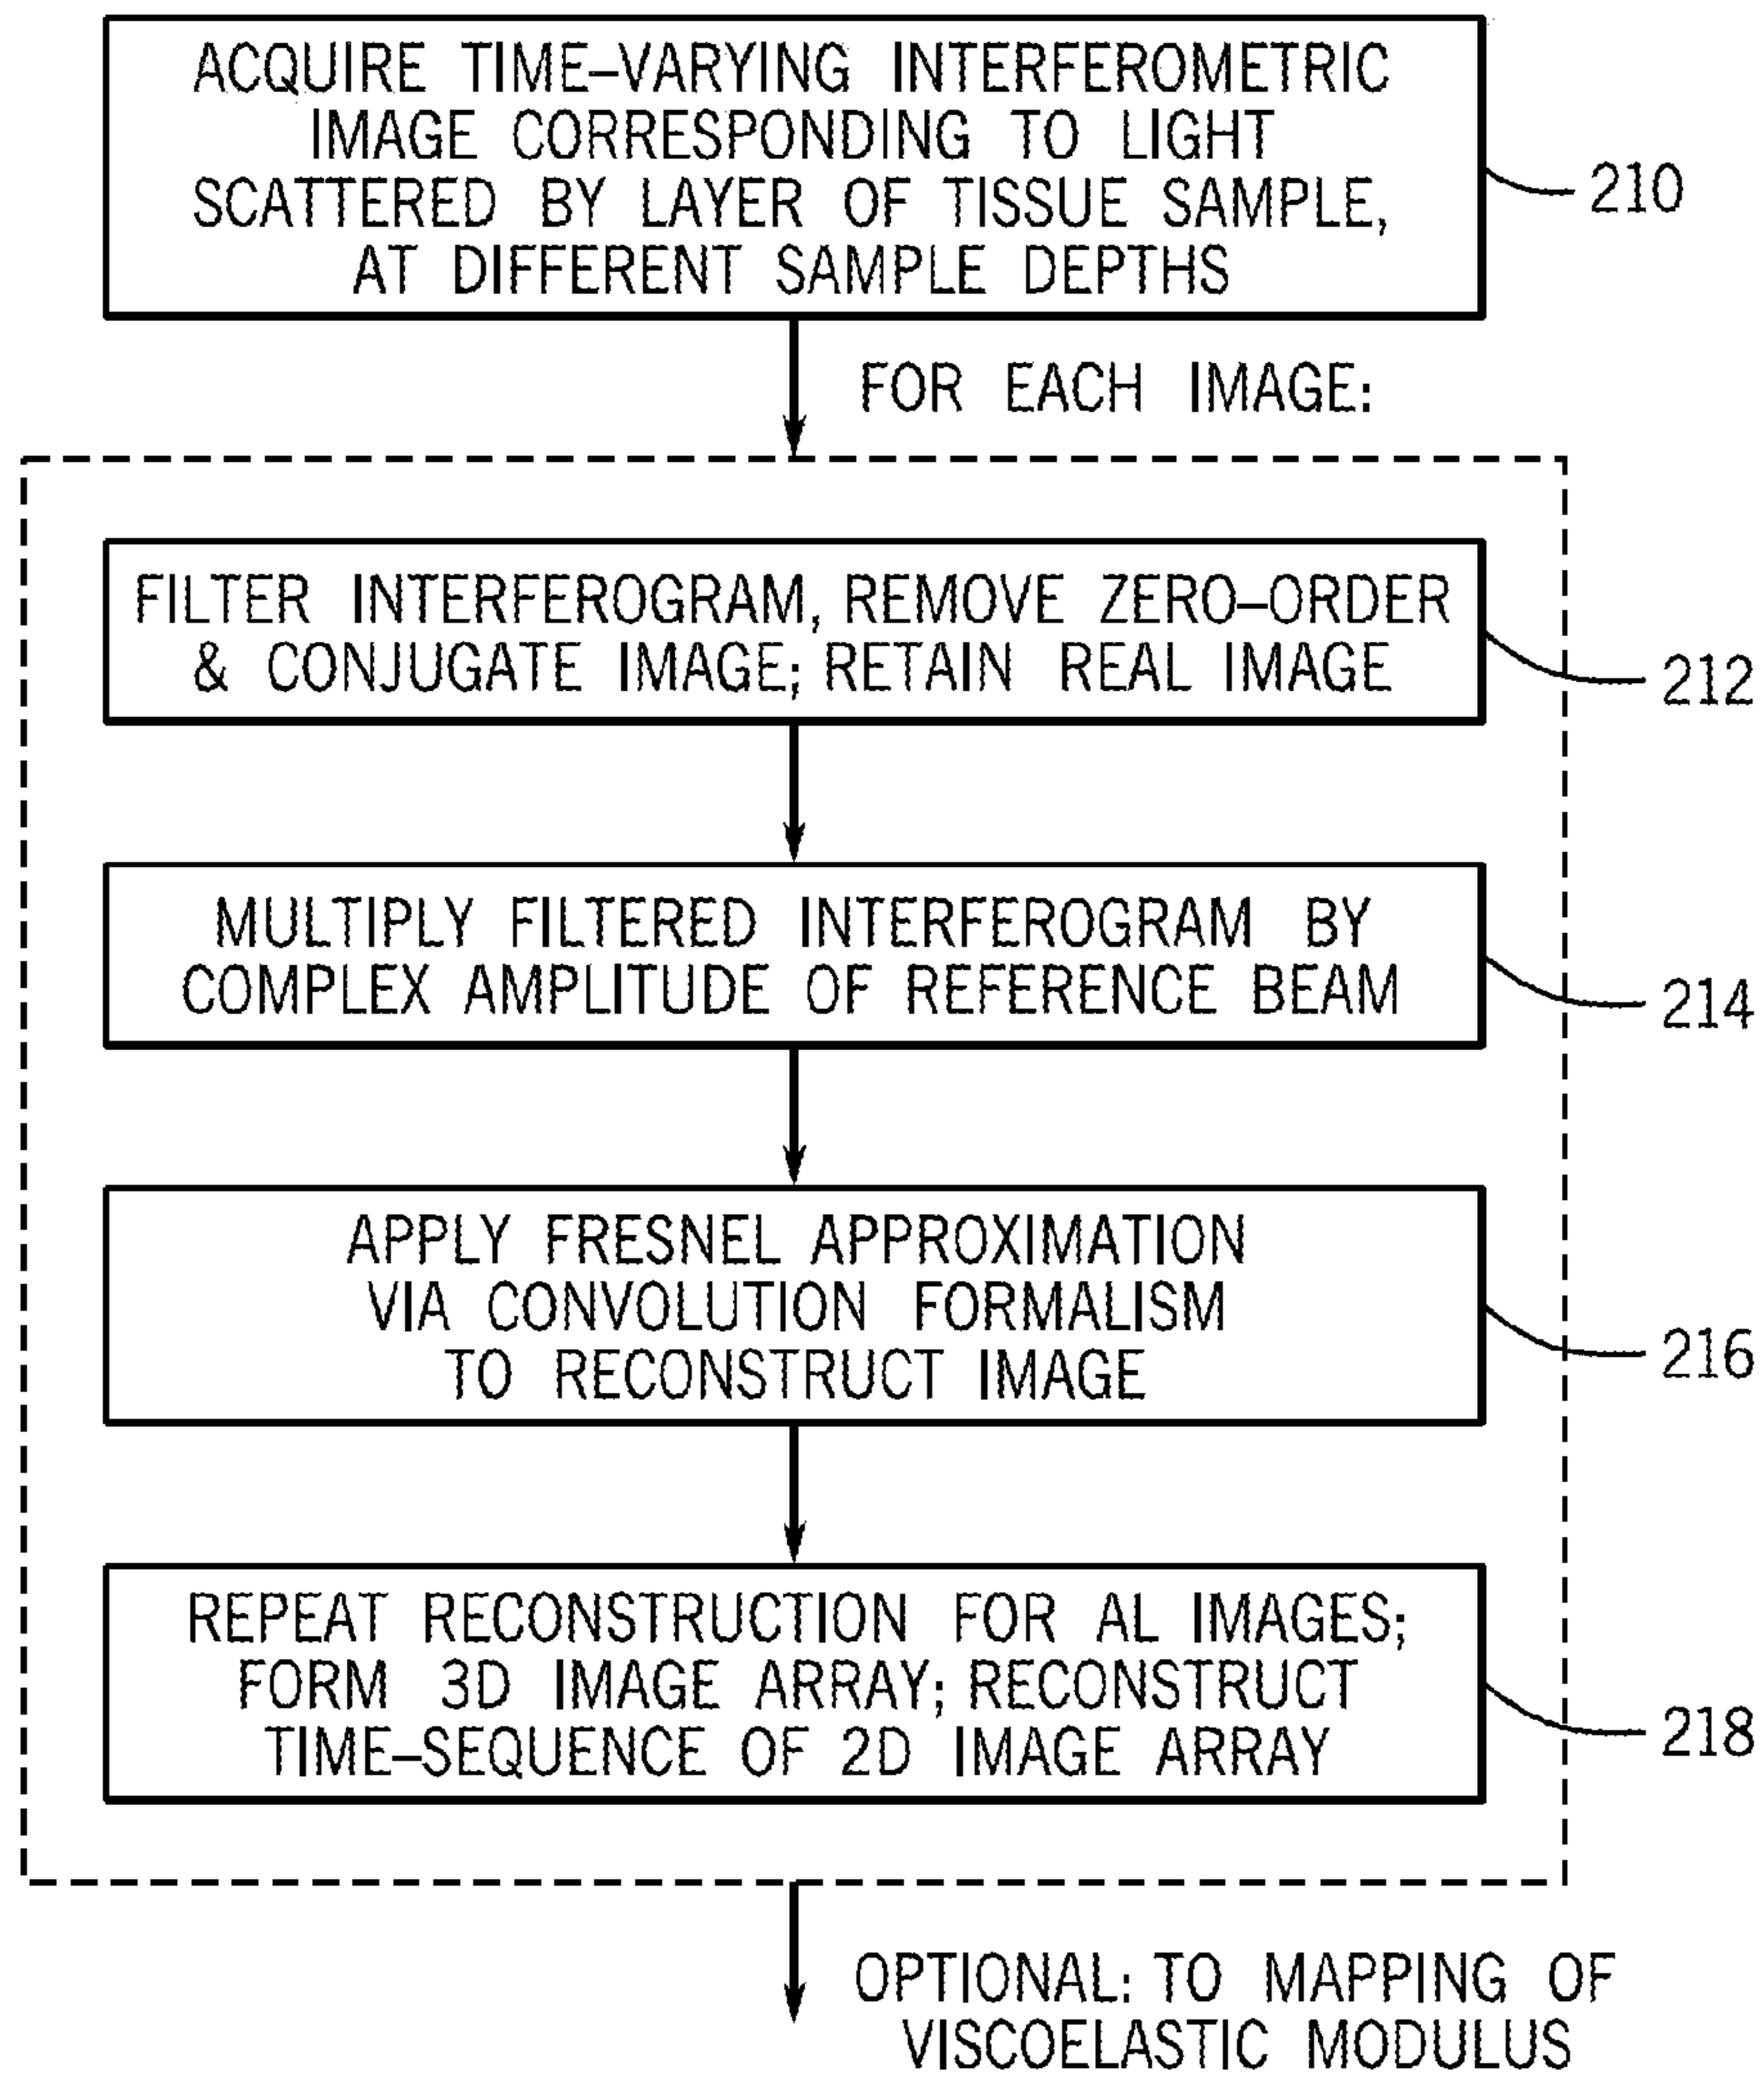 ACQUIRE TIME–VARYING INTERFEROMETRIC
IMAGE CORRESPONDING TO LIGHT
SCATTERED BY LAYER OF TISSUE SAMPLE,
AT DIFFERENT SAMPLE DEPTHS
210
FOR EACH IMAGE:
FILTER INTERFEROGRAM, REMOVE ZERO–ORDER
& CONJUGATE IMAGE; RETAIN REAL IMAGE
212
MULTIPLY FILTERED INTERFEROGRAM BY
COMPLEX AMPLITUDE OF REFERENCE BEAM
214
APPLY FRESNEL APPROXIMATION
VIA CONVOLUTION FORMALISM
TO RECONSTRUCT IMAGE
216
REPEAT RECONSTRUCTION FOR AL IMAGES;
FORM 3D IMAGE ARRAY; RECONSTRUCT
TIME–SEQUENCE OF 2D IMAGE ARRAY
218
OPTIONAL: TO MAPPING OF
VISCOELASTIC MODULUS